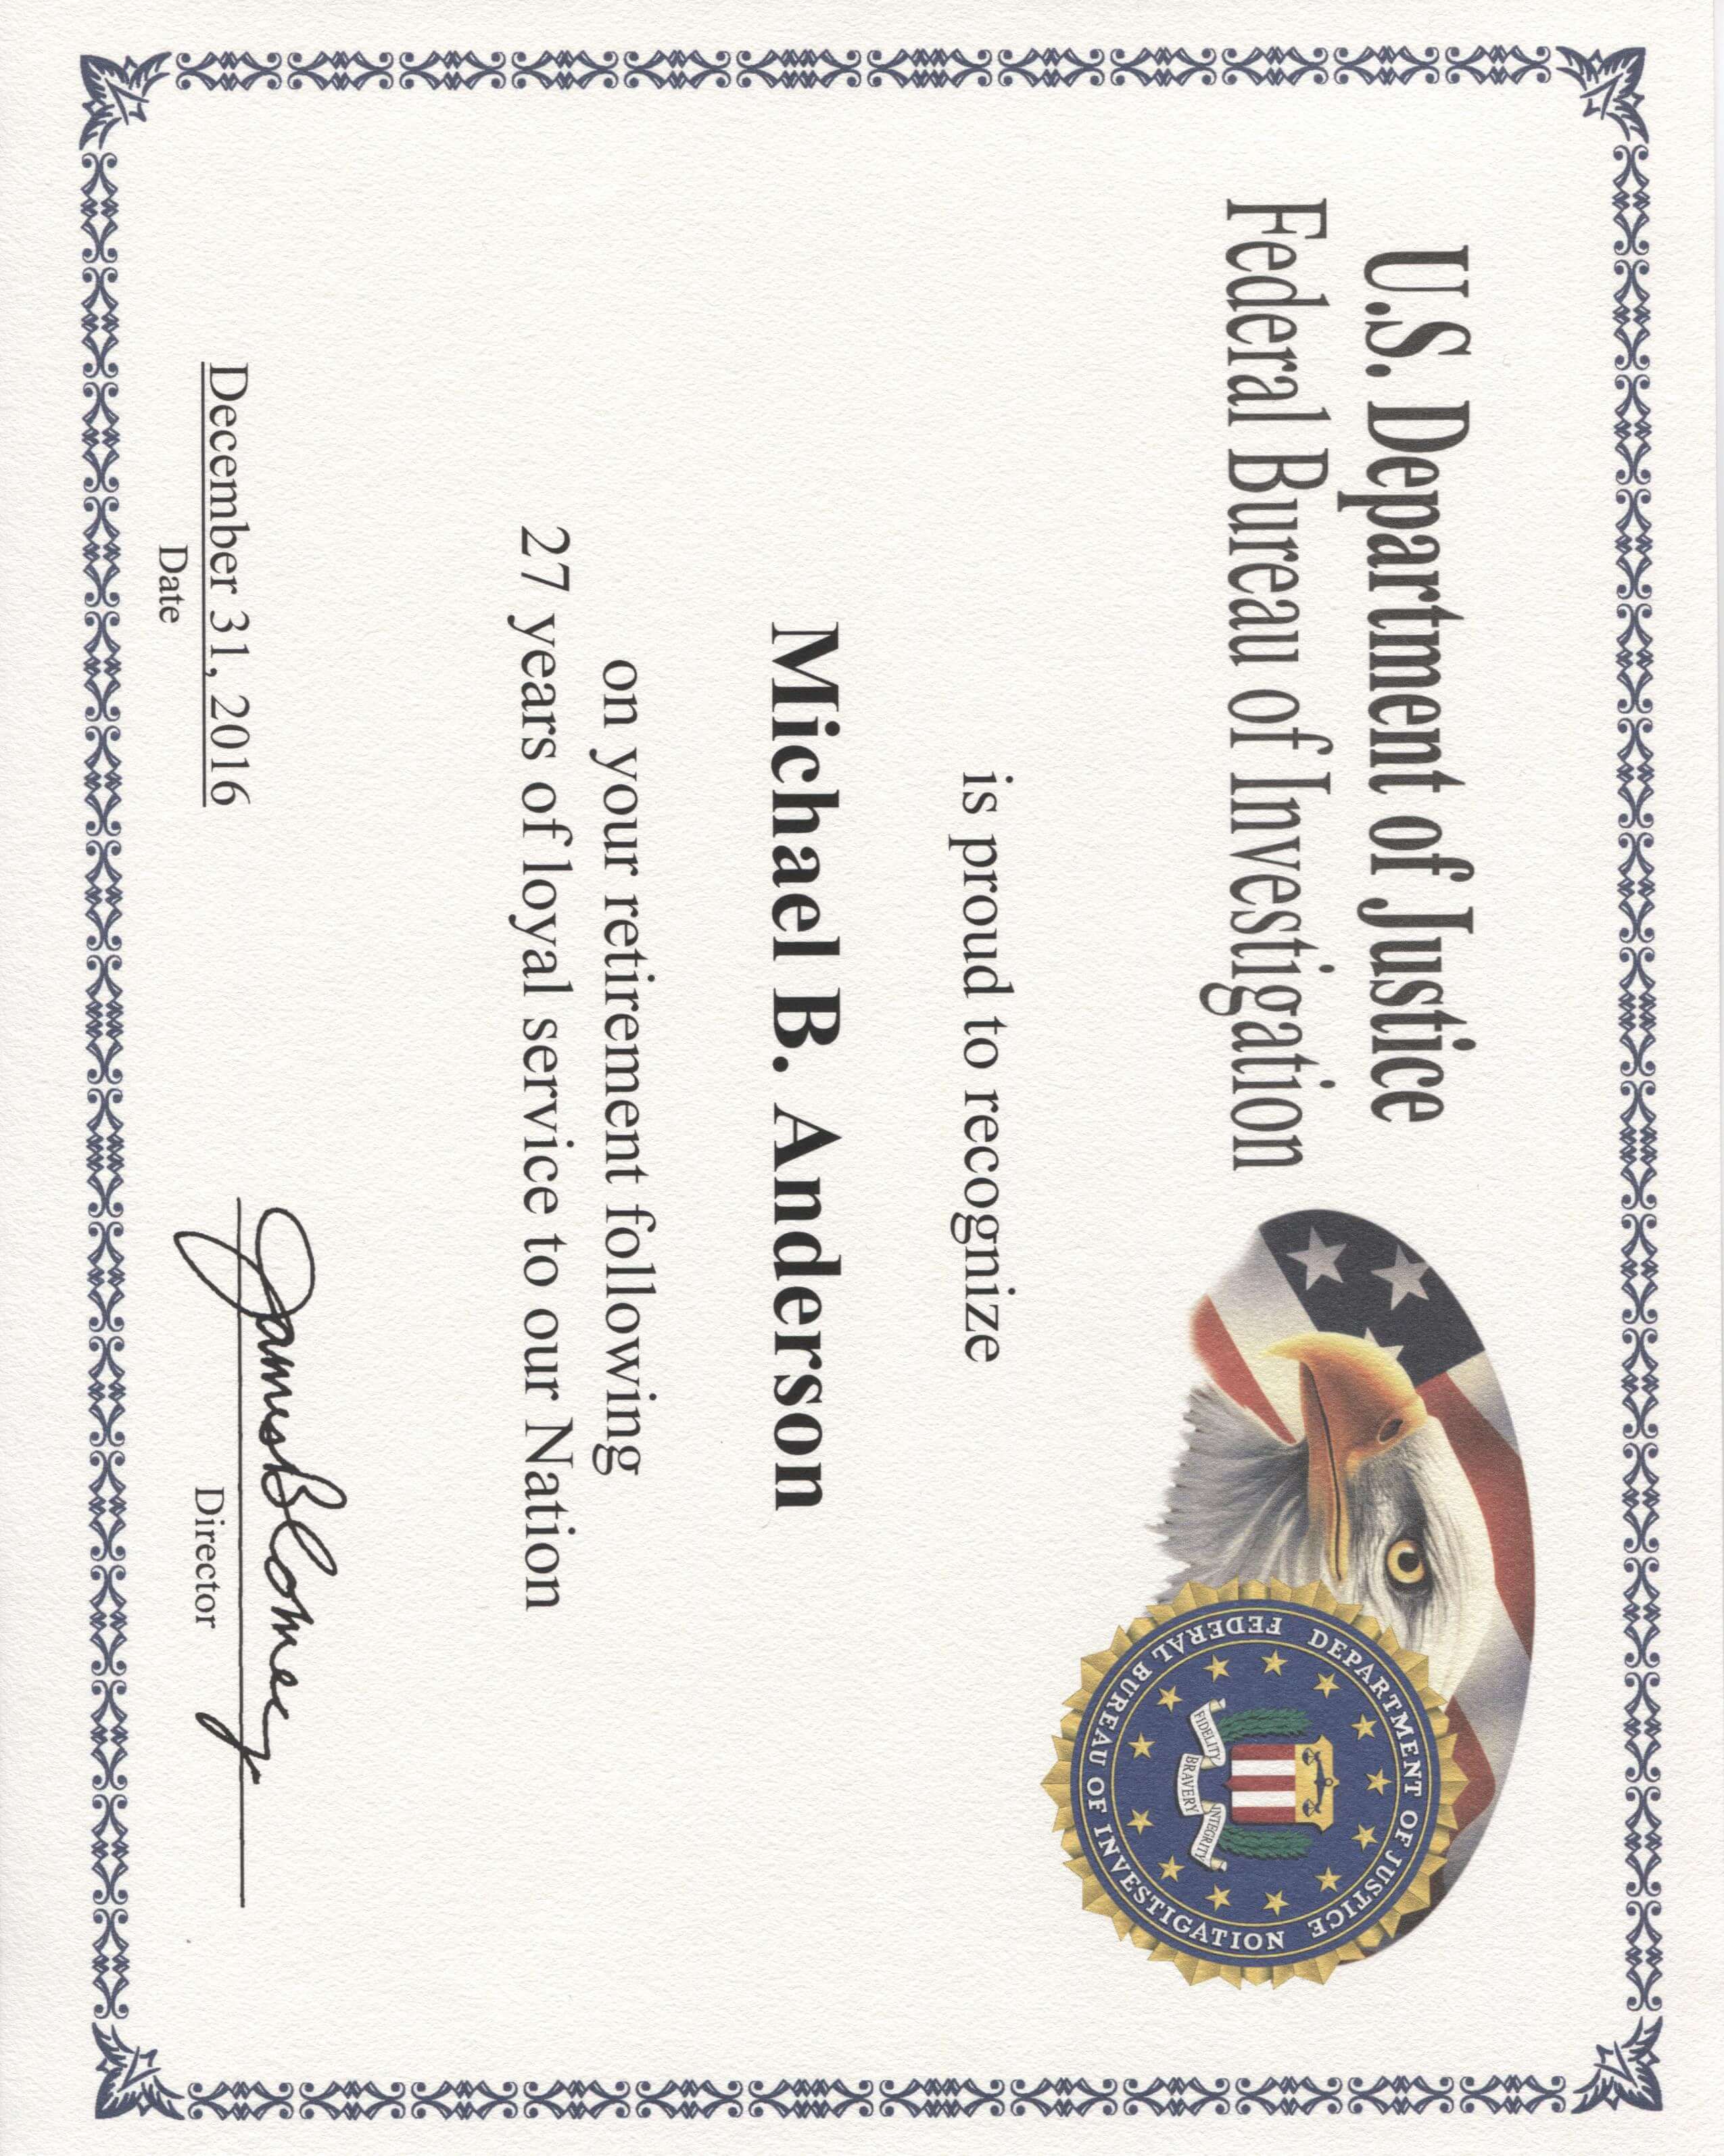 U.S. Department of Justice
Federal Bureau of Investigation
DEPARTMENT OF JUSTICE
FEDERAL BUREAU OF INVESTIGATION
FIDELITY
BRAVERY
INTEGRITY
is proud to recognize
Michael B. Anderson
on your retirement following
27 years of loyal service to our Nation
James B Comey
December 31, 2016
Director
Date